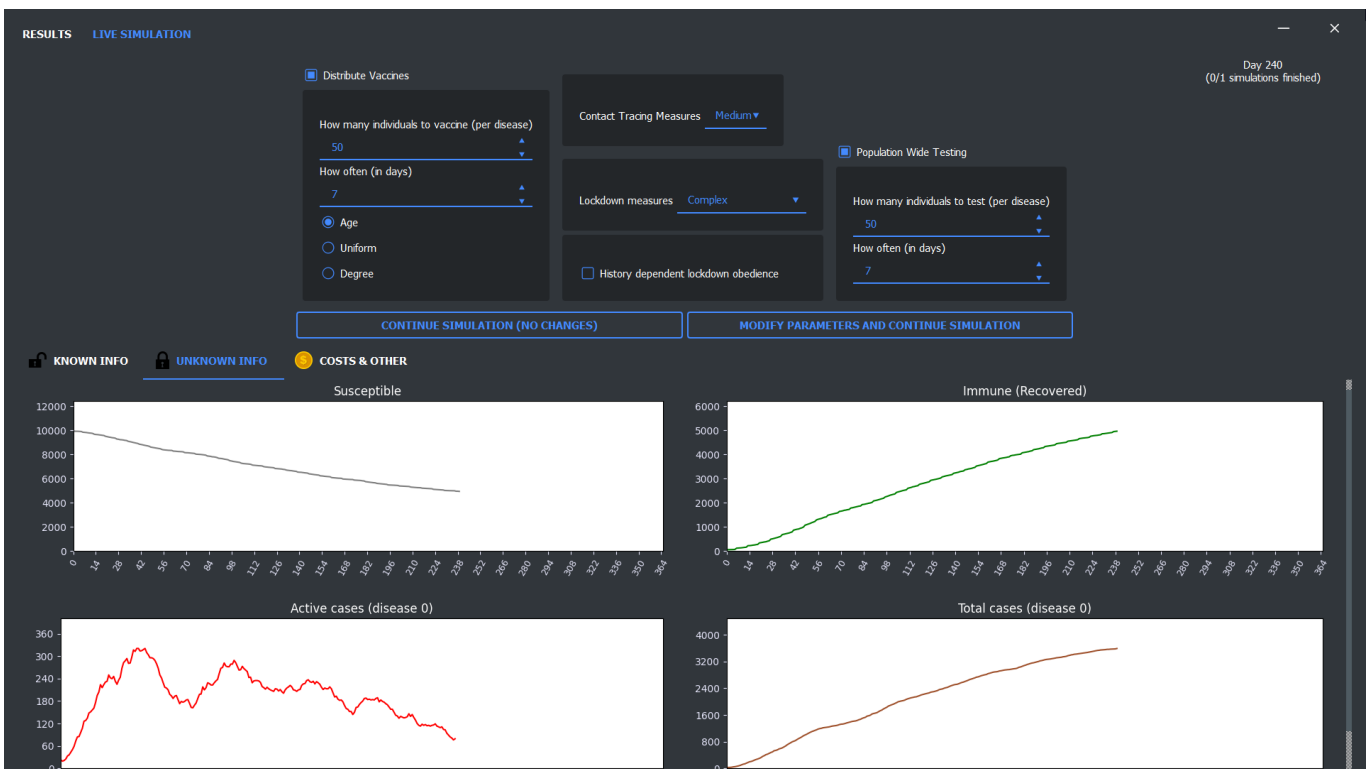 RESULTS LIVE SIMULATION
Day 240
(0/1 simulations finished)
Distribute Vaccines
How many individuals to vaccine (per disease)
50
How often (in days)
7
Age
Uniform
Degree
Contact Tracing Measures Medium
Lockdown measures Complex
History dependent lockdown obedience
Population Wide Testing
How many individuals to test (per disease)
50
How often (in days)
7
CONTINUE SIMULATION (NO CHANGES) MODIFY PARAMETERS AND CONTINUE SIMULATION
KNOWN INFO UNKNOWN INFO $ COSTS & OTHER
Susceptible
12000
10000
8000
6000
4000
2000
0
0 14 28 42 56 70 84 98 112 126 140 154 168 182 196 210 224 238 252 266 280 294 308 322 336 350 364
Immune (Recovered)
6000
5000
4000
3000
2000
1000
0
0 14 28 42 56 70 84 98 112 126 140 154 168 182 196 210 224 238 252 266 280 294 308 322 336 350 364
Active cases (disease 0)
360
300
240
180
120
60
0
Total cases (disease 0)
4000
3200
2400
1600
800
0